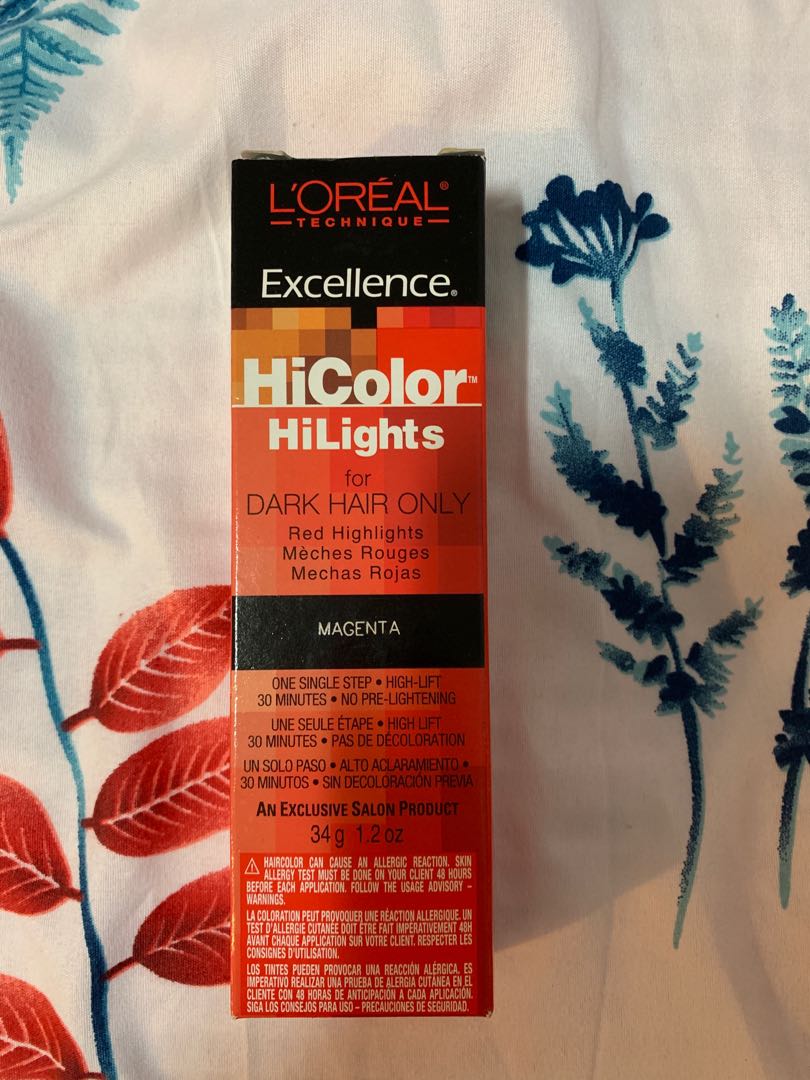 L'ORÉAL®
TECHNIQUE
Excellence®
HiColor™
HiLights
for
DARK HAIR ONLY
Red Highlights
Mèches Rouges
Mechas Rojas
MAGENTA
ONE SINGLE STEP • HIGH-LIFT
30 MINUTES • NO PRE-LIGHTENING
UNE SEULE ÉTAPE • HIGH LIFT
30 MINUTES • PAS DE DÉCOLORATION
UN SOLO PASO • ALTO ACLARAMIENTO •
30 MINUTOS • SIN DECOLORACIÓN PREVIA
AN EXCLUSIVE SALON PRODUCT
34 g 1.2 oz
HAIRCOLOR CAN CAUSE AN ALLERGIC REACTION. SKIN
ALLERGY TEST MUST BE DONE ON YOUR CLIENT 48 HOURS
BEFORE EACH APPLICATION. FOLLOW THE USAGE ADVISORY –
WARNINGS.
LA COLORATION PEUT PROVOQUER UNE RÉACTION ALLERGIQUE. UN
TEST D'ALLERGIE CUTANÉE DOIT ÊTRE FAIT IMPERATIVEMENT 48H
AVANT CHAQUE APPLICATION SUR VOTRE CLIENT. RESPECTER LES
CONSIGNES D'UTILISATION.
LOS TINTES PUEDEN PROVOCAR UNA REACCIÓN ALÉRGICA. ES
IMPERATIVO REALIZAR UNA PRUEBA DE ALERGIA CUTANEA EN EL
CLIENTE CON 48 HORAS DE ANTICIPACIÓN A CADA APLICACIÓN.
SIGA LOS CONSEJOS PARA USO – PRECAUCIONES DE SEGURIDAD.